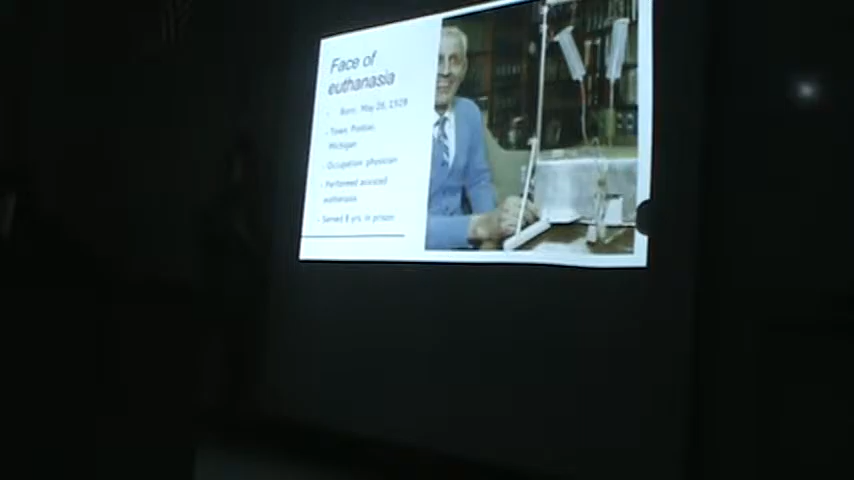 Face of
euthanasia
- Born: May 26, 1928
- Town: Pontiac,
Michigan
- Occupation: physician
- Performed assisted
euthanasia
- Served 8 yrs. in prison